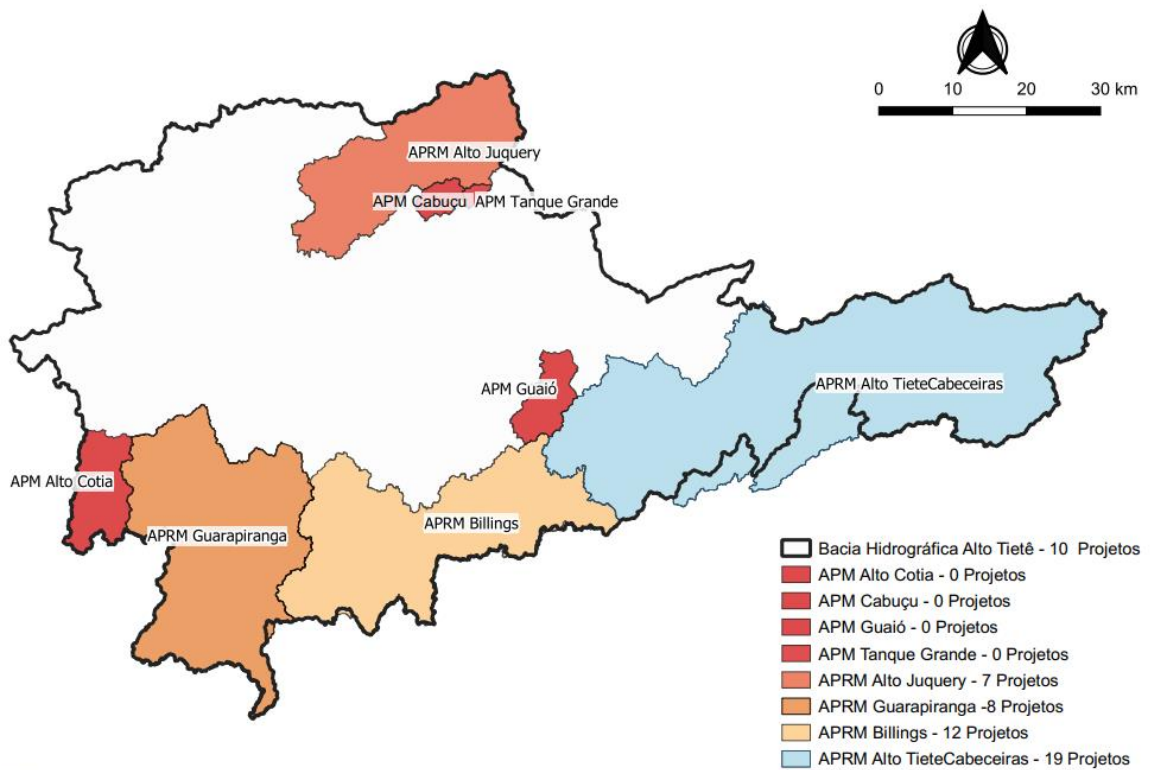 0 10 20 30 km
APRM Alto Juquery
APM Cabuçu
APM Tanque Grande
APM Guaió
APRM Alto TieteCabeceiras
APM Alto Cotia
APRM Billings
APRM Guarapiranga
Bacia Hidrográfica Alto Tietê - 10 Projetos
APM Alto Cotia - 0 Projetos
APM Cabuçu - 0 Projetos
APM Guaió - 0 Projetos
APM Tanque Grande - 0 Projetos
APRM Alto Juquery - 7 Projetos
APRM Guarapiranga -8 Projetos
APRM Billings - 12 Projetos
APRM Alto TieteCabeceiras - 19 Projetos